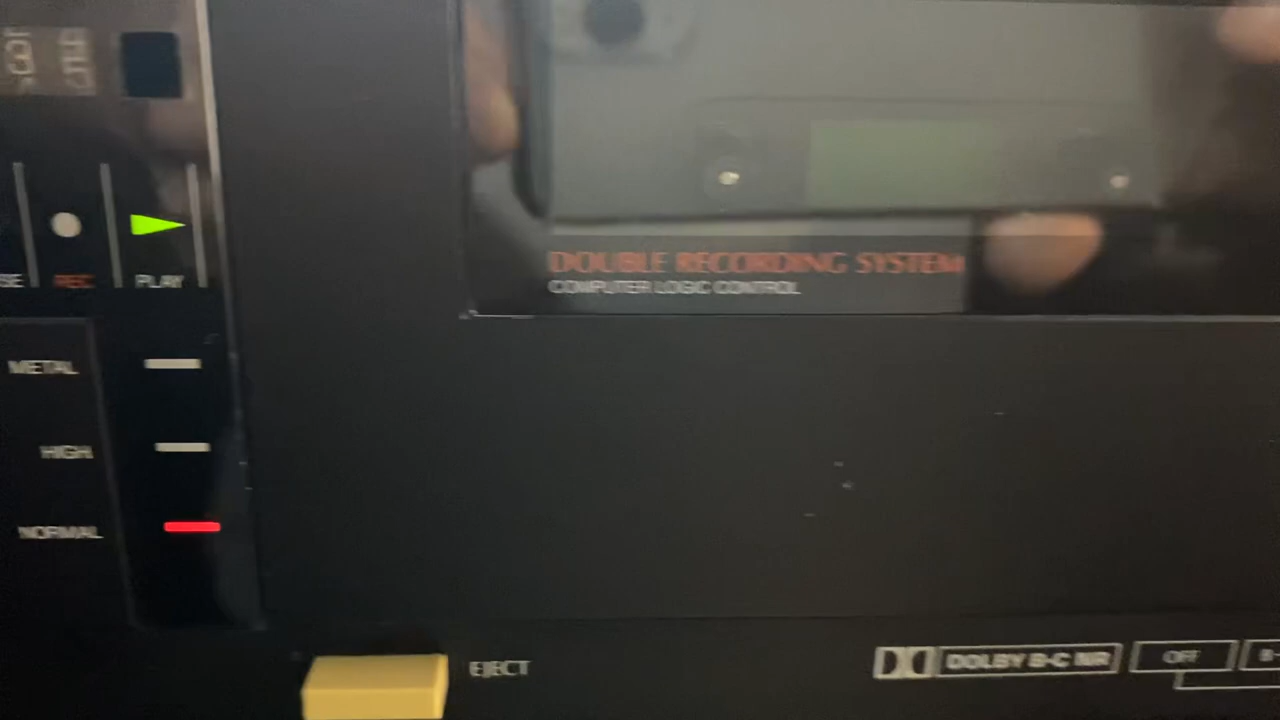 DOUBLE RECORDING SYSTEM
COMPUTER LOGIC CONTROL
REC
PLAY
METAL
HIGH
NORMAL
EJECT
DOLBY B-C NR
OFF